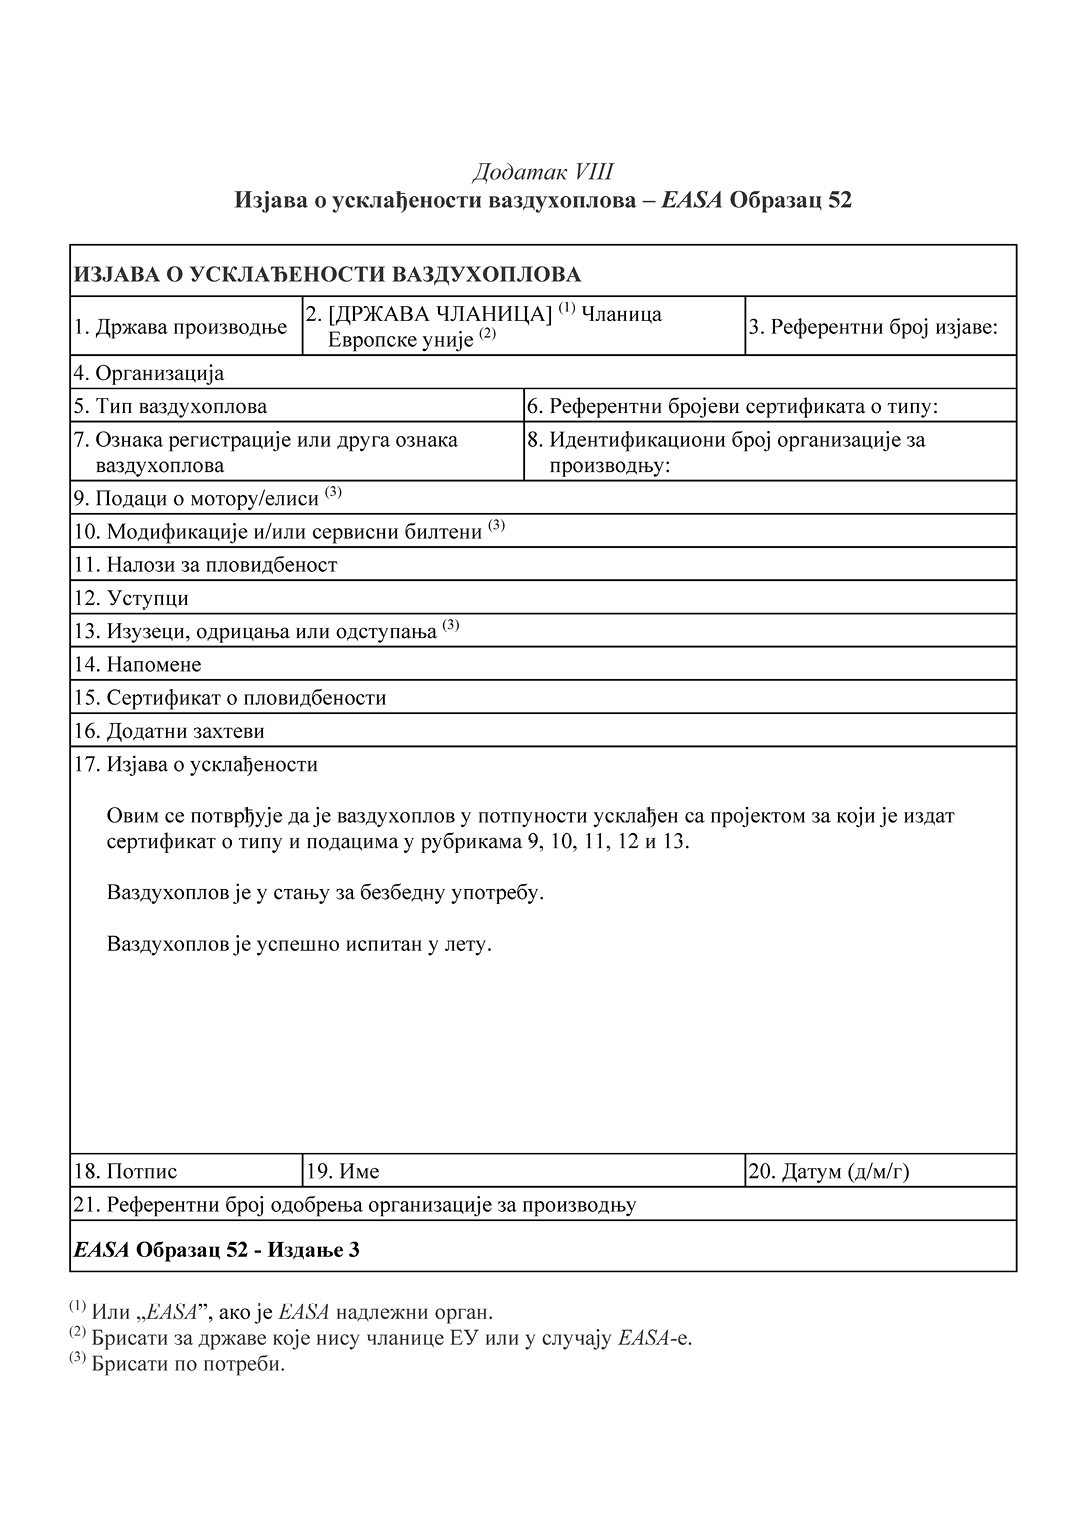 Додатак VIII
Изјава о усклађености ваздухоплова – EASA Образац 52
ИЗЈАВА О УСКЛАЂЕНОСТИ ВАЗДУХОПЛОВА
1. Држава производње
2. [ДРЖАВА ЧЛАНИЦА] (1) Чланица
Европске уније (2)
3. Референтни број изјаве:
4. Организација
5. Тип ваздухоплова
6. Референтни бројеви сертификата о типу:
7. Ознака регистрације или друга ознака
ваздухоплова
8. Идентификациони број организације за
производњу:
9. Подаци о мотору/елиси (3)
10. Модификације и/или сервисни билтени (3)
11. Налози за пловидбеност
12. Уступци
13. Изузеци, одрицања или одступања (3)
14. Напомене
15. Сертификат о пловидбености
16. Додатни захтеви
17. Изјава о усклађености
Овим се потврђује да је ваздухоплов у потпуности усклађен са пројектом за који је издат
сертификат о типу и подацима у рубрикама 9, 10, 11, 12 и 13.
Ваздухоплов је у стању за безбедну употребу.
Ваздухоплов је успешно испитан у лету.
18. Потпис
19. Име
20. Датум (д/м/г)
21. Референтни број одобрења организације за производњу
EASA Образац 52 - Издање 3
(1) Или „EASA”, ако је EASA надлежни орган.
(2) Брисати за државе које нису чланице ЕУ или у случају EASA-е.
(3) Брисати по потреби.